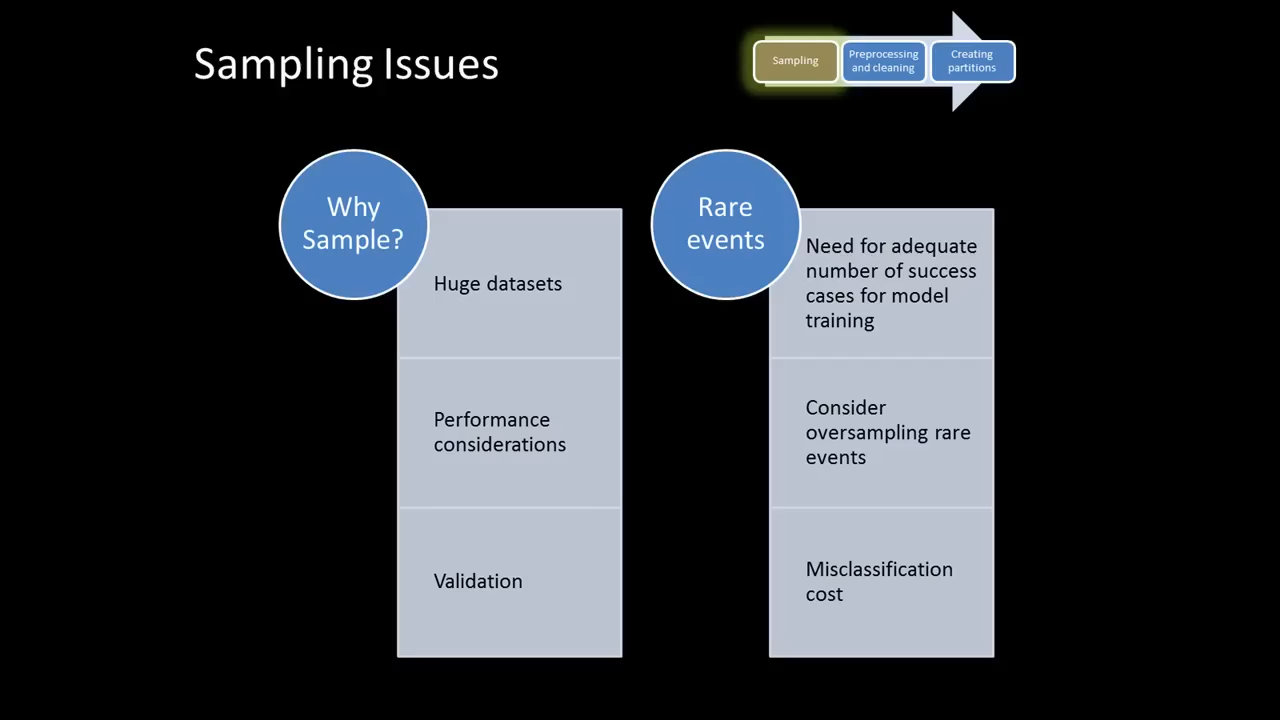 Sampling Issues
Sampling
Preprocessing
and cleaning
Creating
partitions
Why
Sample?
Huge datasets
Performance
considerations
Validation
Rare
events
Need for adequate
number of success
cases for model
training
Consider
oversampling rare
events
Misclassification
cost